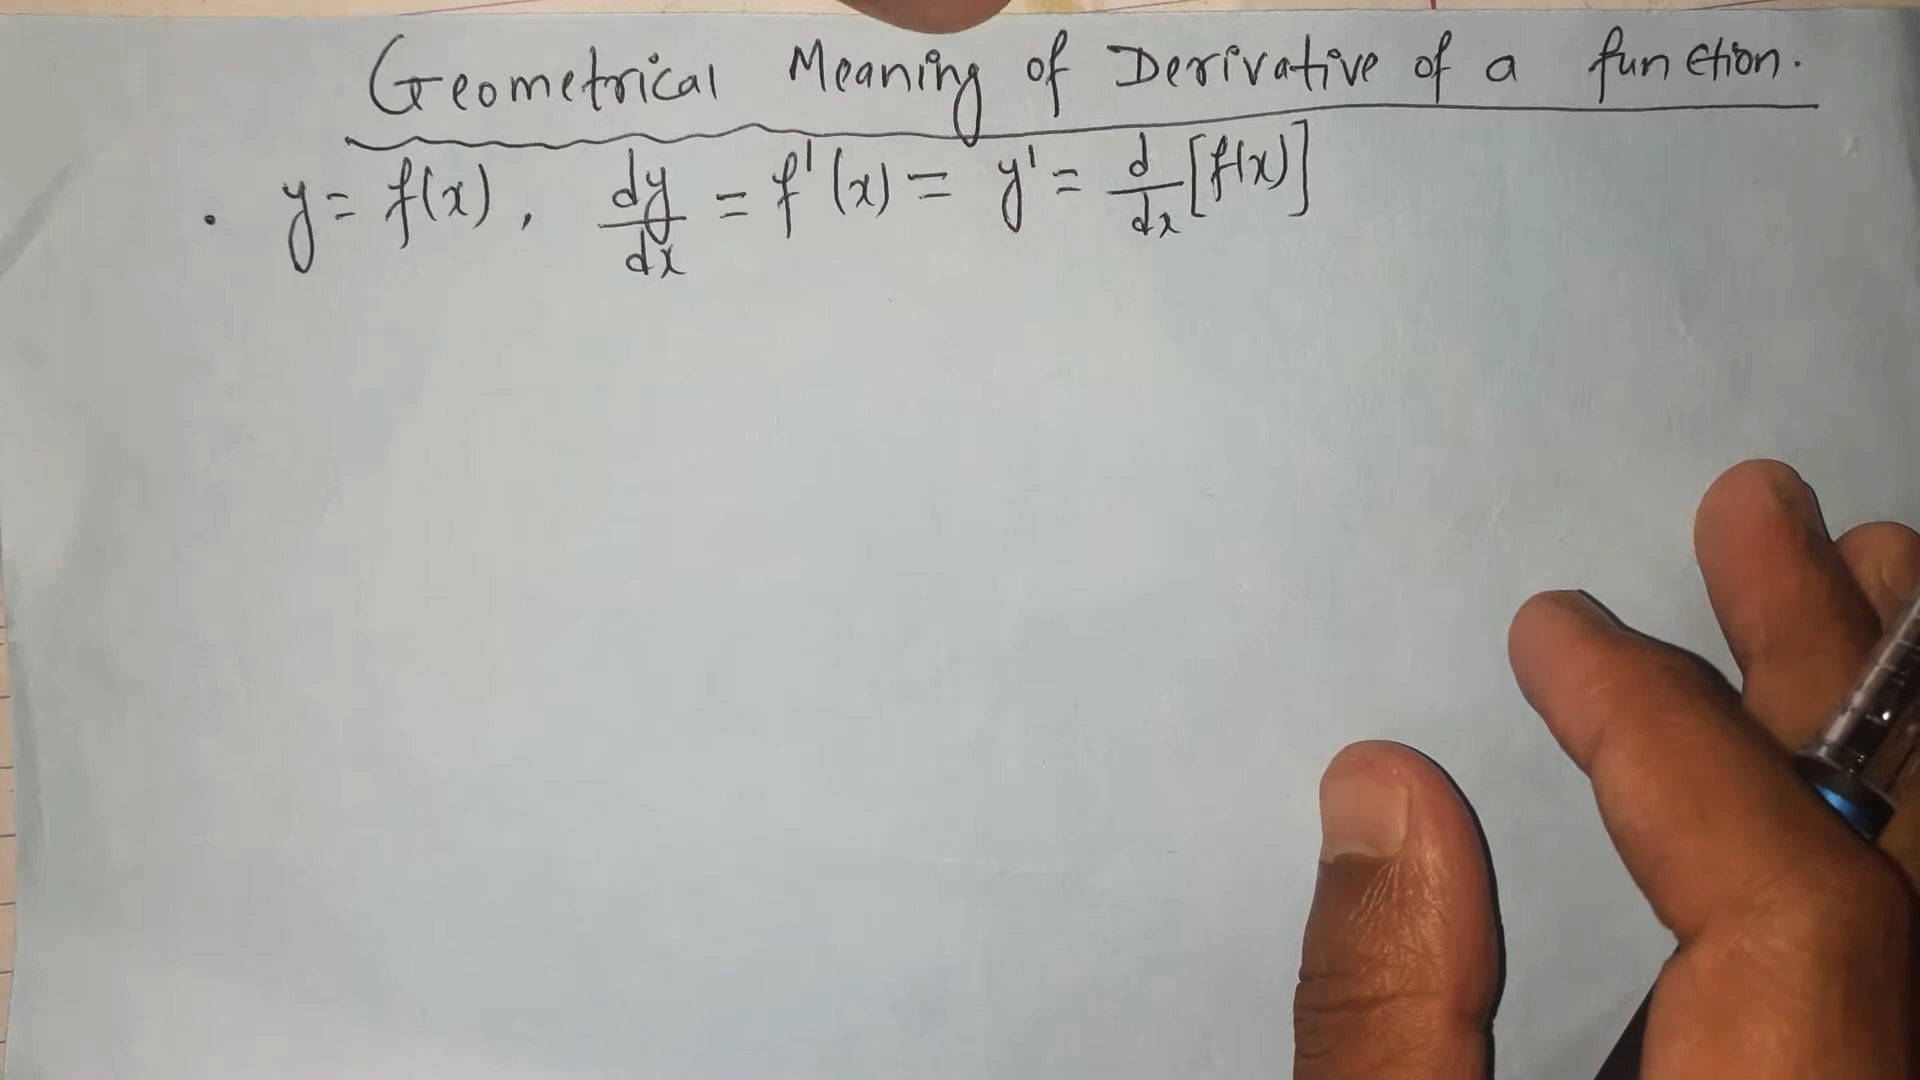 Geometrical Meaning of Derivative of a function.
. y = f(x), dy/dx = f'(x) = y' = d/dx [f(x)]